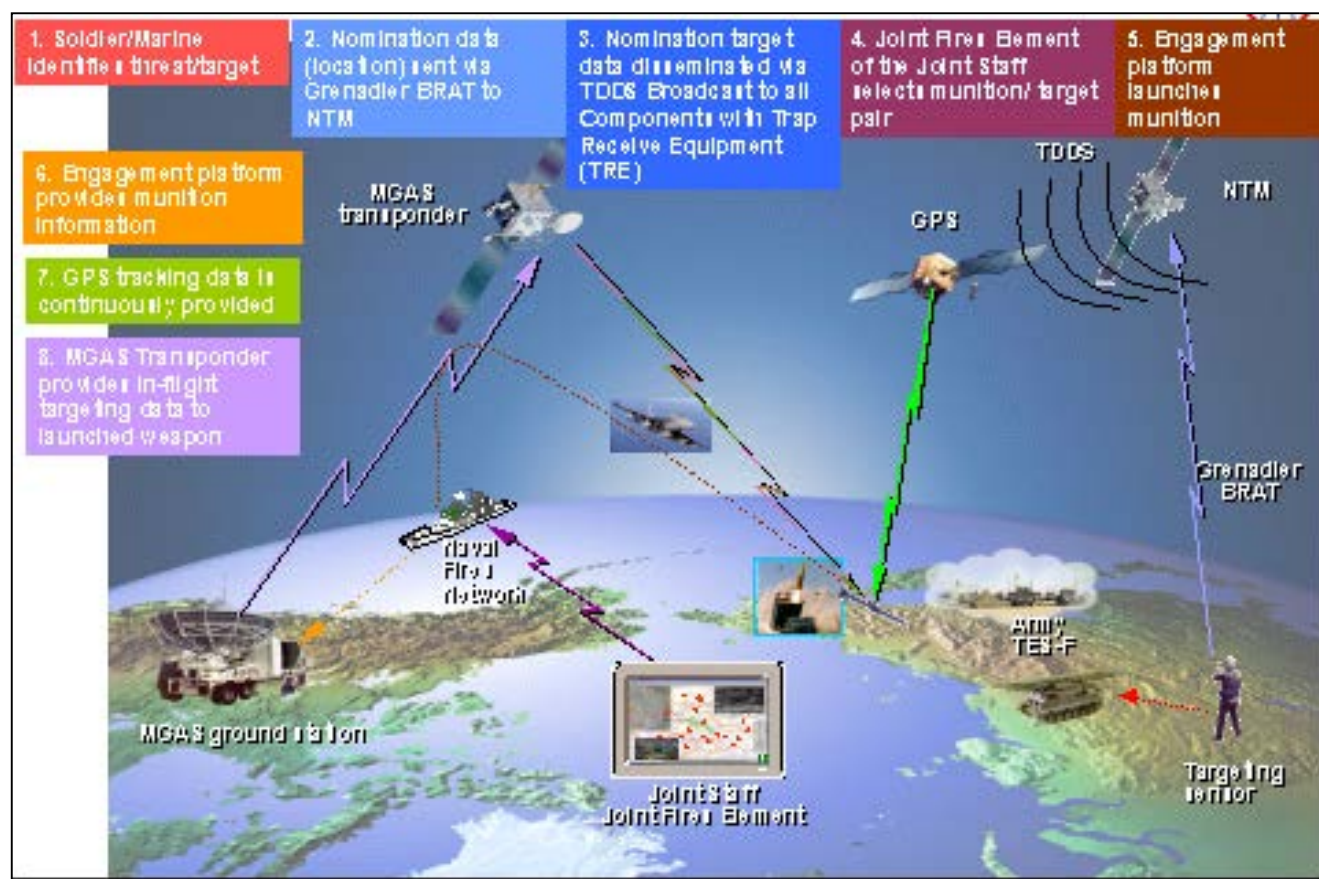 1. Soldier/Marine
identifies threat/target
2. Nomination data
(location) sent via
Grenadier BRAT to
NTM
3. Nomination target
data disseminated via
TDDS Broadcast to all
Components with Trap
Receive Equipment
(TRE)
4. Joint Fires Element
of the Joint Staff
selects munition/ target
pair
5. Engagement
platform
launches
munition
6. Engagement platform
provides munition
information
7. GPS tracking data is
continuously provided
8. MGAS Transponder
provides in-flight
targeting data to
launched weapon
MGAS
transponder
GPS
TDDS
NTM
Grenadier
BRAT
Naval
Fires
Network
Army
TES-F
MGAS ground station
Joint Staff
Joint Fires Element
Targeting
sensor